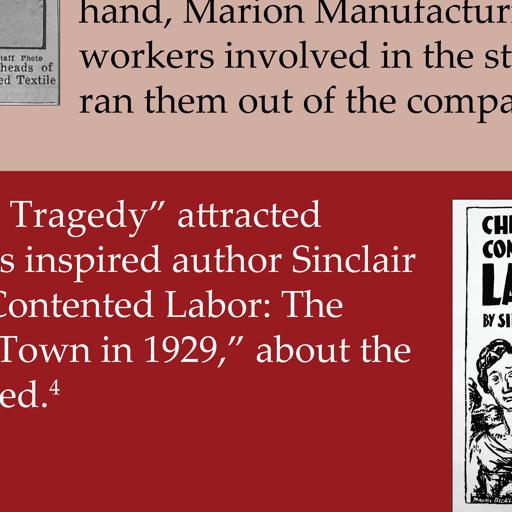 hand, Marion Manufactur
workers involved in the st
ran them out of the compa
taff Photo
heads of
ed Textile
Tragedy” attracted
s inspired author Sinclair
Contented Labor: The
Town in 1929,” about the
ed.⁴
CH
CON
LA
BY SI